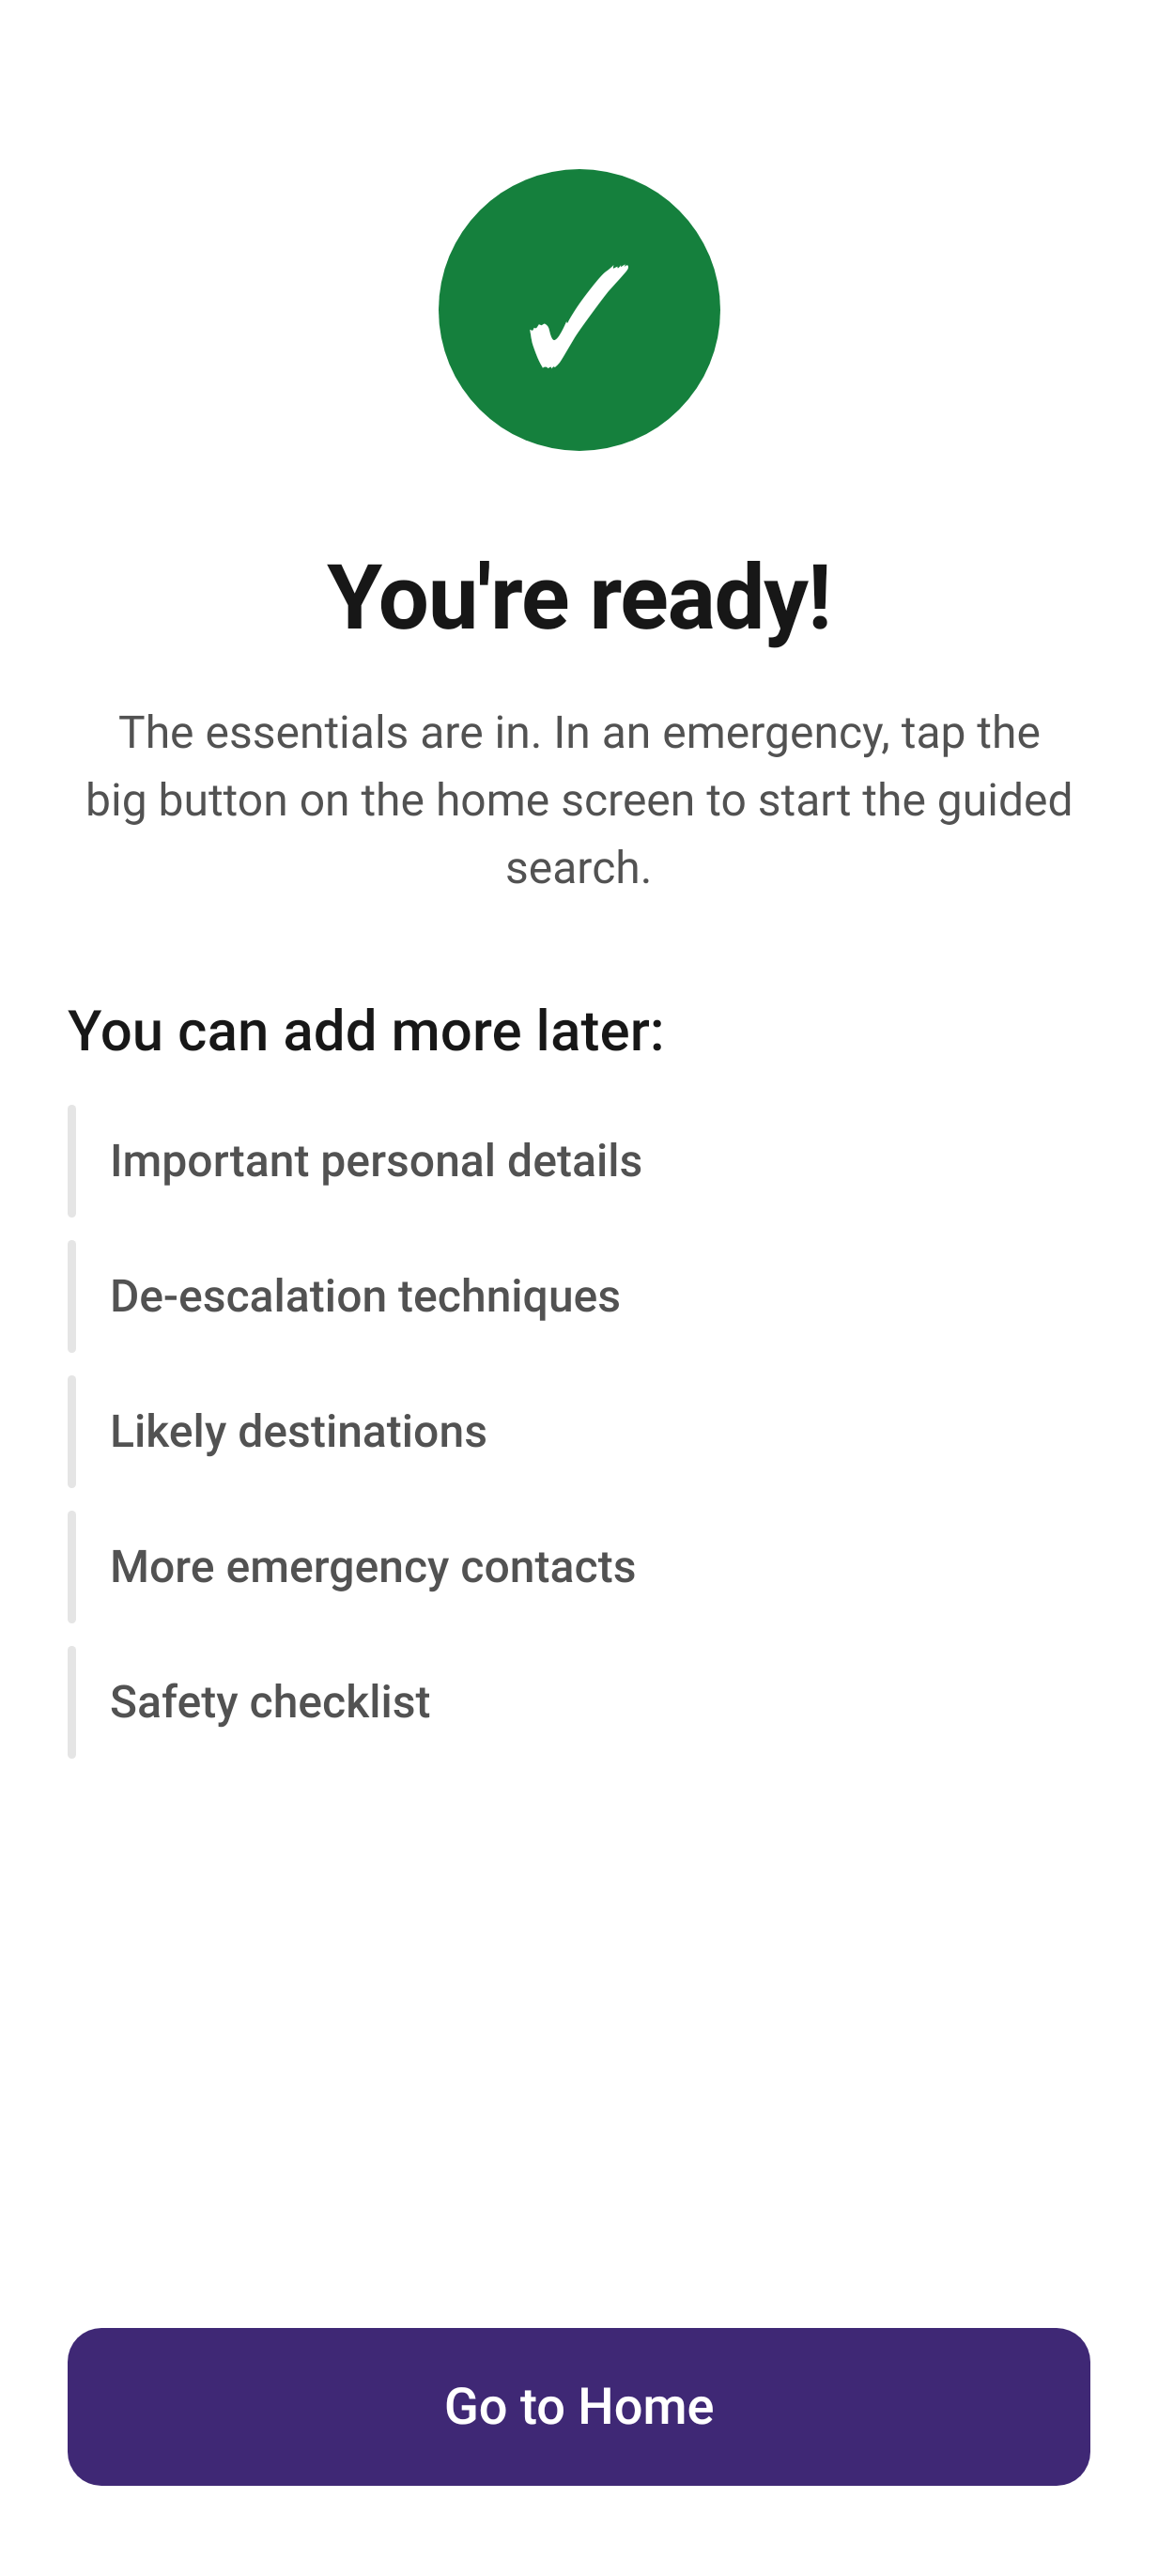 You're ready!
The essentials are in. In an emergency, tap the
big button on the home screen to start the guided
search.
You can add more later:
Important personal details
De-escalation techniques
Likely destinations
More emergency contacts
Safety checklist
Go to Home